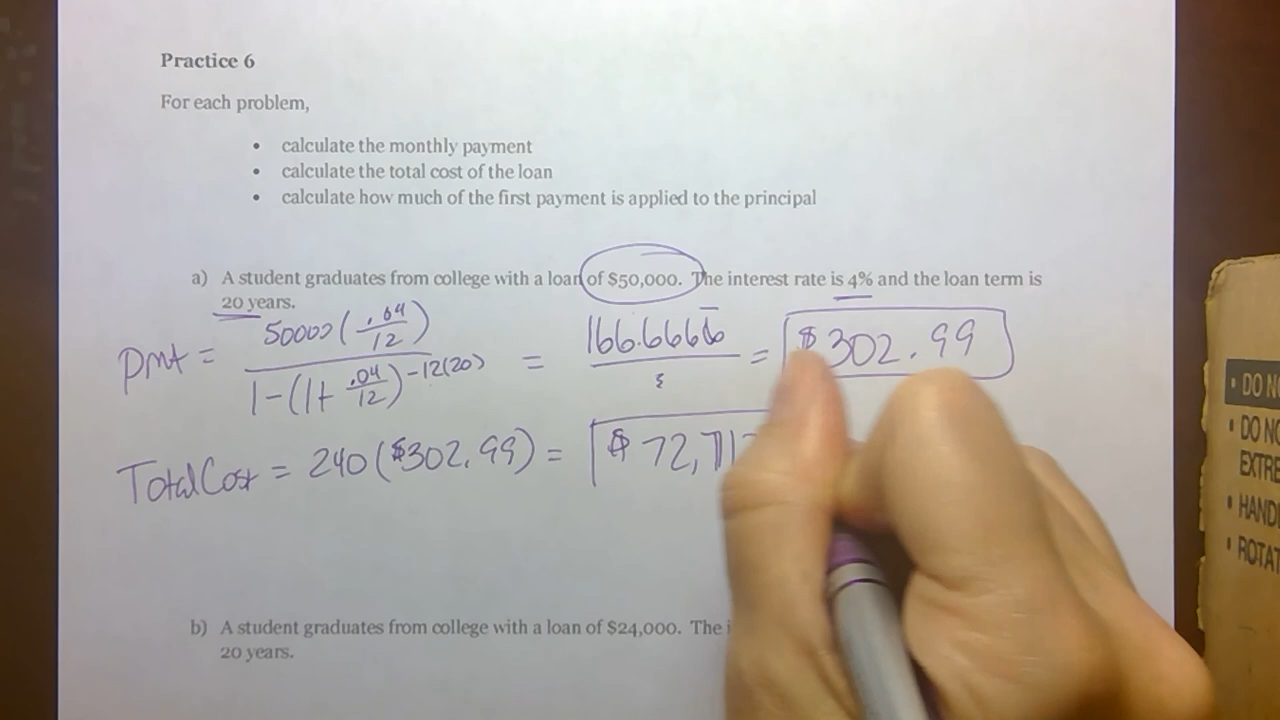 Practice 6
For each problem,
• calculate the monthly payment
• calculate the total cost of the loan
• calculate how much of the first payment is applied to the principal
a) A student graduates from college with a loan of $50,000. The interest rate is 4% and the loan term is
20 years.
Pmt = 50000(.04/12) / 1-(1+.04/12)^-12(20) = 166.6666 / = $302.99
Total Cost = 240($302.99) = $72,71
b) A student graduates from college with a loan of $24,000. The
20 years.
• DO
• DO
EXTRE
• HAND
• ROTAT